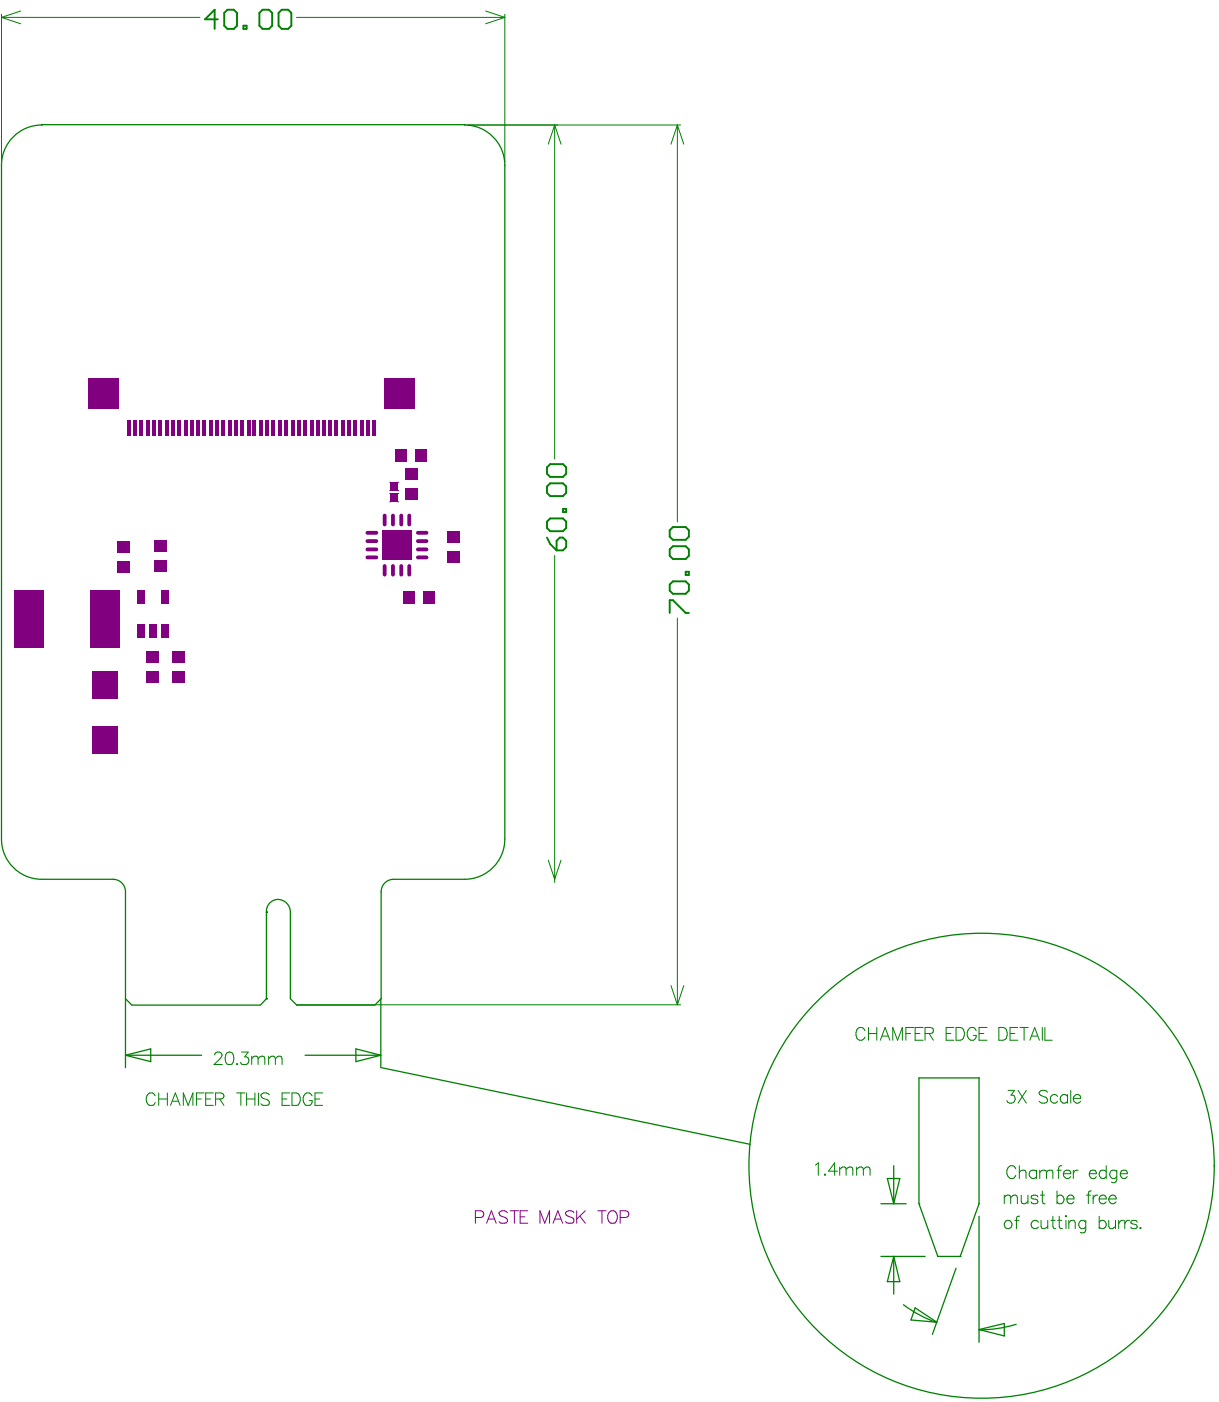 40.00
60.00
70.00
20.3mm
CHAMFER THIS EDGE
PASTE MASK TOP
CHAMFER EDGE DETAIL
3X Scale
1.4mm
Chamfer edge
must be free
of cutting burrs.